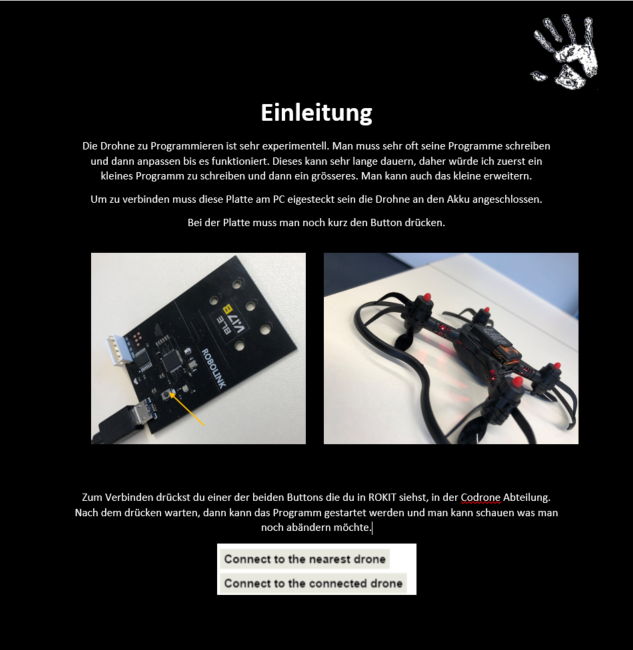 Einleitung
Die Drohne zu Programmieren ist sehr experimentell. Man muss sehr oft seine Programme schreiben
und dann anpassen bis es funktioniert. Dieses kann sehr lange dauern, daher würde ich zuerst ein
kleines Programm zu schreiben und dann ein grösseres. Man kann auch das kleine erweitern.
Um zu verbinden muss diese Platte am PC eigesteckt sein die Drohne an den Akku angschlossen.
Bei der Platte muss man noch kurz den Button drücken.
BLE
V.17B
ROBOLINK
Zum Verbinden drückst du einer der beiden Buttons die du in ROKIT siehst, in der Codrone Abteilung.
Nach dem drücken warten, dann kann das Programm gestartet werden und man kann schauen was man
noch abändern möchte.
Connect to the nearest drone
Connect to the connected drone